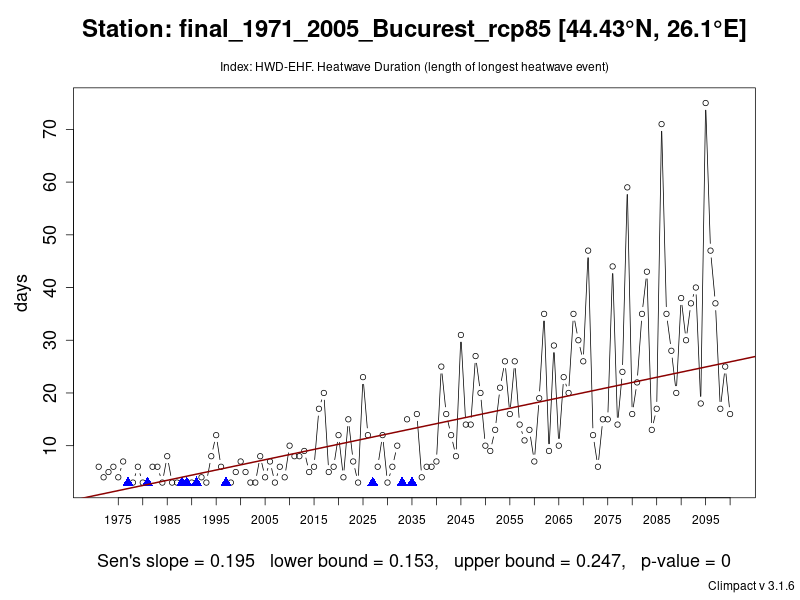 Station: final_1971_2005_Bucurest_rcp85 [44.43°N, 26.1°E]
Index: HWD-EHF. Heatwave Duration (length of longest heatwave event)
days
70
60
50
40
30
20
10
1975 1985 1995 2005 2015 2025 2035 2045 2055 2065 2075 2085 2095
Sen's slope = 0.195 lower bound = 0.153, upper bound = 0.247, p-value = 0
Climpact v 3.1.6